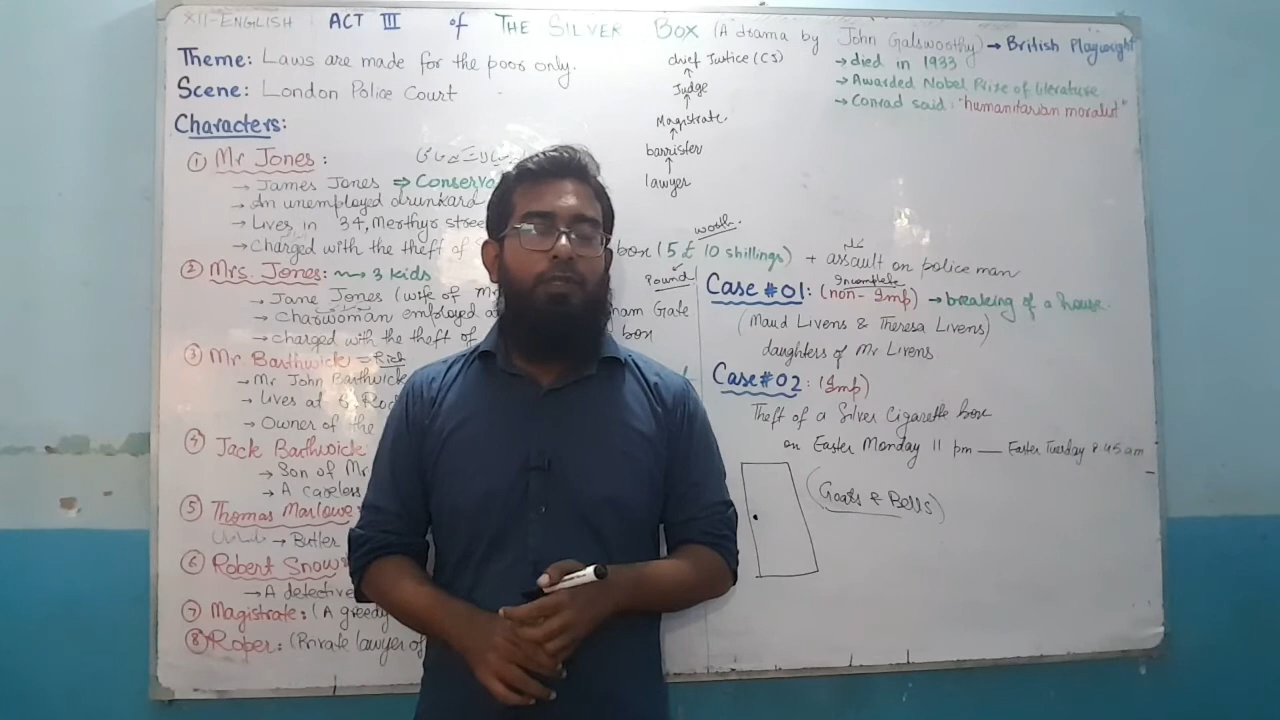 XII-ENGLISH ACT III of THE SILVER BOX (A drama by John Galsworthy) → British Playwright
→ died in 1933
→ Awarded Nobel Prize of literature
→ Conrad said: "humanitarian moralist"
Theme: Laws are made for the poor only.
Scene: London Police Court
chief Justice (CJ)
↑
Judge
↑
Magistrate
↑
barrister
↑
lawyer
Characters:
① Mr Jones:
→ James Jones ⇒ Conserva
→ An unemployed drunkard
→ Lives in 34, Merthyr stree
→ Charged with the theft of box (5 £ 10 shillings) + assault on police man
worth
Pound
② Mrs. Jones: → 3 kids
→ Jane Jones (wife of Mr
→ Charwoman employed at ham Gate
→ charged with the theft of box
③ Mr. Barthwick = Rich
→ Mr John Barthwick
→ Lives at 6, Roc
→ Owner of the
④ Jack Barthwick
→ Son of Mr
→ A careless
⑤ Thomas Marlowe:
→ Butler
⑥ Robert Snow:
→ A detective
⑦ Magistrate: (A greedy
⑧ Roper: (Private lawyer of
Incomplete
Case #01: (non-Imp) → breaking of a house.
(Maud Livens & Theresa Livens)
daughters of Mr Livens.
Case #02: (Imp)
Theft of a Silver Cigarette box
on Easter Monday 11 pm — Easter Tuesday 8:45 am
(Goats & Bells)